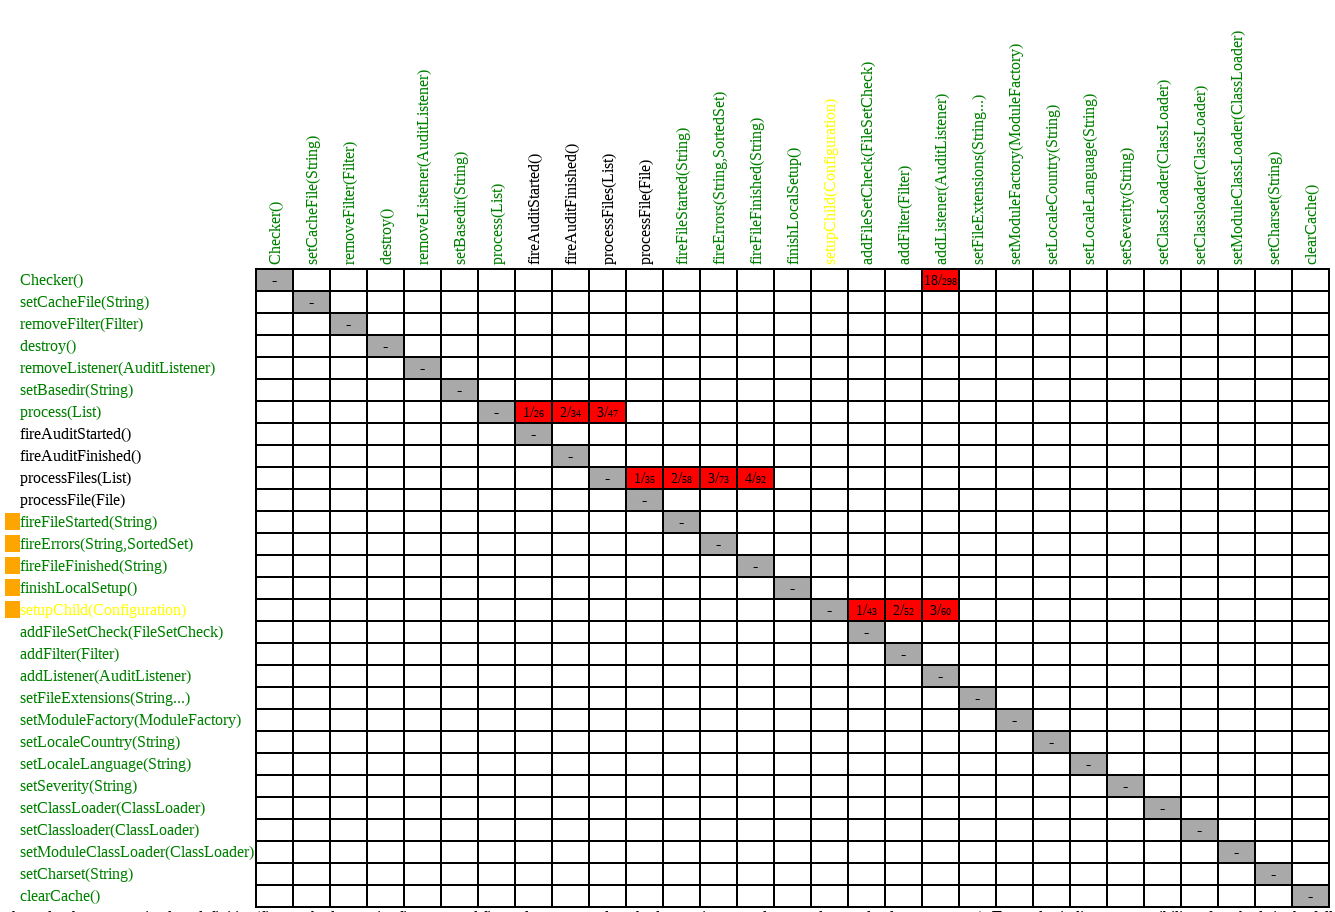 Checker()
setCacheFile(String)
removeFilter(Filter)
destroy()
removeListener(AuditListener)
setBasedir(String)
process(List)
fireAuditStarted()
fireAuditFinished()
processFiles(List)
processFile(File)
fireFileStarted(String)
fireErrors(String,SortedSet)
fireFileFinished(String)
finishLocalSetup()
setupChild(Configuration)
addFileSetCheck(FileSetCheck)
addFilter(Filter)
addListener(AuditListener)
setFileExtensions(String...)
setModuleFactory(ModuleFactory)
setLocaleCountry(String)
setLocaleLanguage(String)
setSeverity(String)
setClassLoader(ClassLoader)
setClassloader(ClassLoader)
setModuleClassLoader(ClassLoader)
setCharset(String)
clearCache()
Checker() - 18/298
setCacheFile(String) -
removeFilter(Filter) -
destroy() -
removeListener(AuditListener) -
setBasedir(String) -
process(List) - 1/26 2/34 3/47
fireAuditStarted() -
fireAuditFinished() -
processFiles(List) - 1/35 2/58 3/73 4/92
processFile(File) -
fireFileStarted(String) -
fireErrors(String,SortedSet) -
fireFileFinished(String) -
finishLocalSetup() -
setupChild(Configuration) - 1/43 2/52 3/60
addFileSetCheck(FileSetCheck) -
addFilter(Filter) -
addListener(AuditListener) -
setFileExtensions(String...) -
setModuleFactory(ModuleFactory) -
setLocaleCountry(String) -
setLocaleLanguage(String) -
setSeverity(String) -
setClassLoader(ClassLoader) -
setClassloader(ClassLoader) -
setModuleClassLoader(ClassLoader) -
setCharset(String) -
clearCache() -